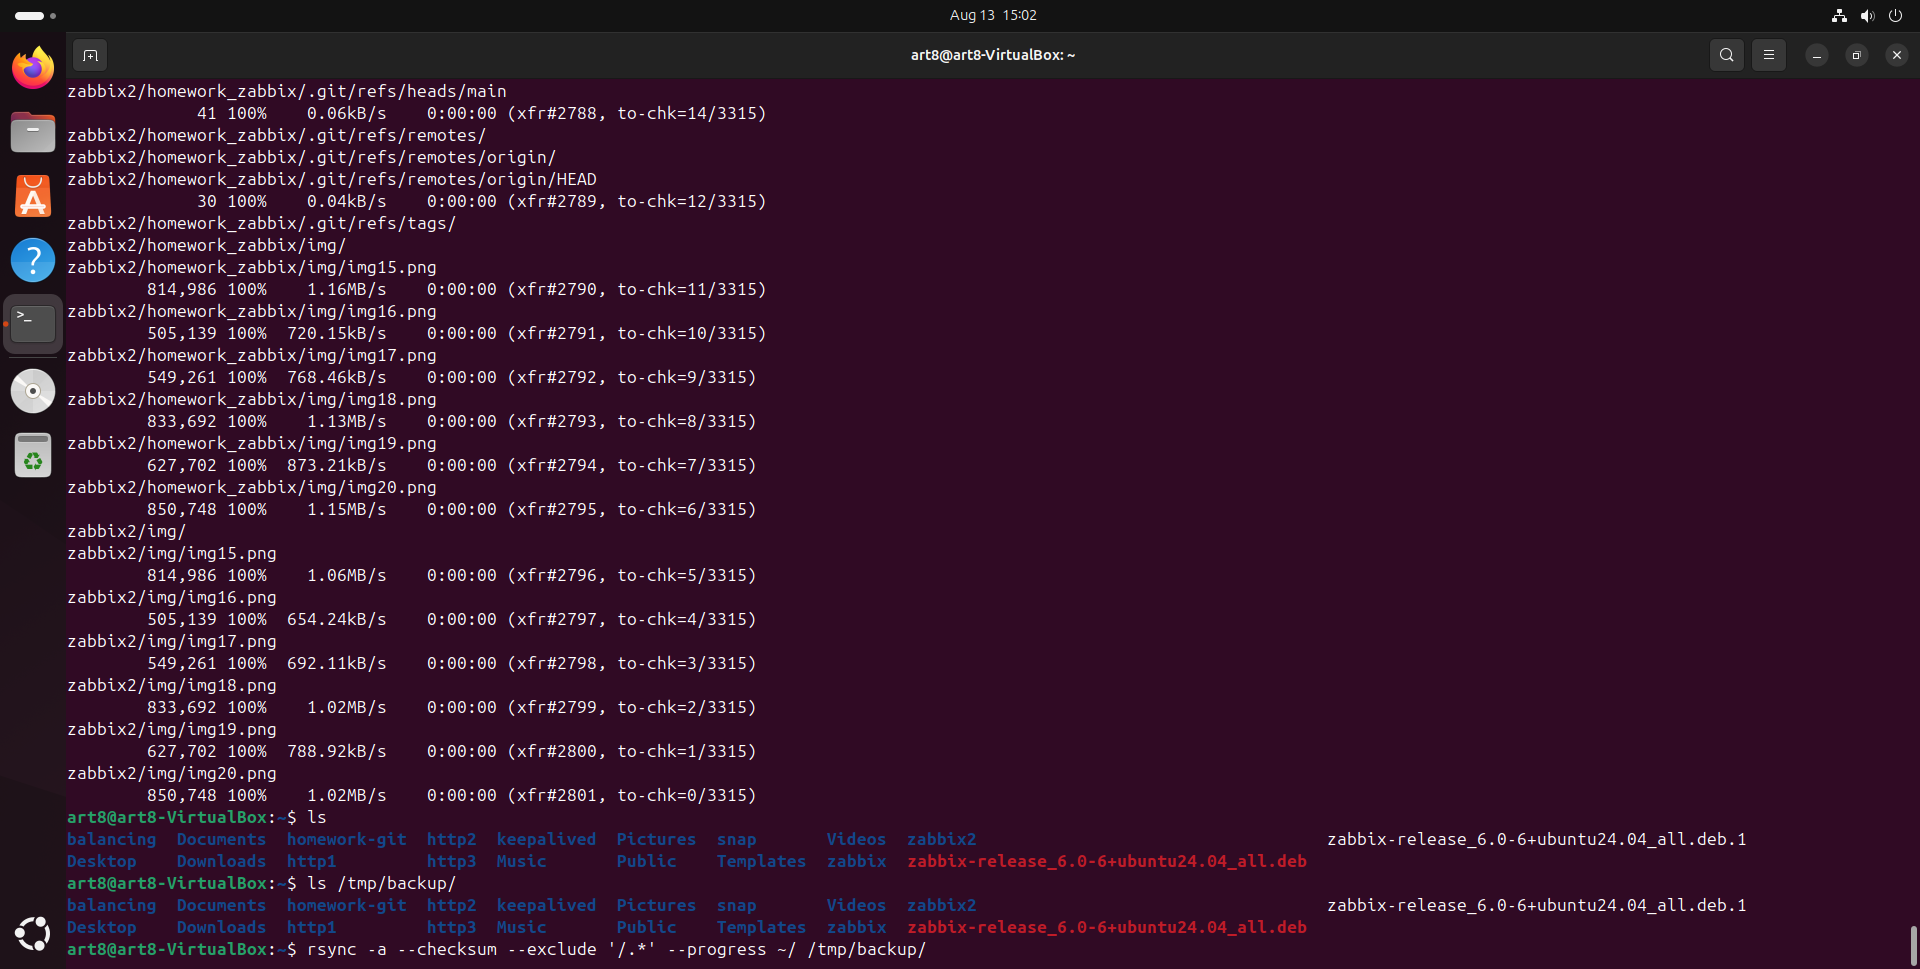 Aug 13 15:02
art8@art8-VirtualBox: ~
zabbix2/homework_zabbix/.git/refs/heads/main
41 100% 0.06kB/s 0:00:00 (xfr#2788, to-chk=14/3315)
zabbix2/homework_zabbix/.git/refs/remotes/
zabbix2/homework_zabbix/.git/refs/remotes/origin/
zabbix2/homework_zabbix/.git/refs/remotes/origin/HEAD
30 100% 0.04kB/s 0:00:00 (xfr#2789, to-chk=12/3315)
zabbix2/homework_zabbix/.git/refs/tags/
zabbix2/homework_zabbix/img/
zabbix2/homework_zabbix/img/img15.png
814,986 100% 1.16MB/s 0:00:00 (xfr#2790, to-chk=11/3315)
zabbix2/homework_zabbix/img/img16.png
505,139 100% 720.15kB/s 0:00:00 (xfr#2791, to-chk=10/3315)
zabbix2/homework_zabbix/img/img17.png
549,261 100% 768.46kB/s 0:00:00 (xfr#2792, to-chk=9/3315)
zabbix2/homework_zabbix/img/img18.png
833,692 100% 1.13MB/s 0:00:00 (xfr#2793, to-chk=8/3315)
zabbix2/homework_zabbix/img/img19.png
627,702 100% 873.21kB/s 0:00:00 (xfr#2794, to-chk=7/3315)
zabbix2/homework_zabbix/img/img20.png
850,748 100% 1.15MB/s 0:00:00 (xfr#2795, to-chk=6/3315)
zabbix2/img/
zabbix2/img/img15.png
814,986 100% 1.06MB/s 0:00:00 (xfr#2796, to-chk=5/3315)
zabbix2/img/img16.png
505,139 100% 654.24kB/s 0:00:00 (xfr#2797, to-chk=4/3315)
zabbix2/img/img17.png
549,261 100% 692.11kB/s 0:00:00 (xfr#2798, to-chk=3/3315)
zabbix2/img/img18.png
833,692 100% 1.02MB/s 0:00:00 (xfr#2799, to-chk=2/3315)
zabbix2/img/img19.png
627,702 100% 788.92kB/s 0:00:00 (xfr#2800, to-chk=1/3315)
zabbix2/img/img20.png
850,748 100% 1.02MB/s 0:00:00 (xfr#2801, to-chk=0/3315)
art8@art8-VirtualBox:~$ ls
balancing Documents homework-git http2 keepalived Pictures snap Videos zabbix2 zabbix-release_6.0-6+ubuntu24.04_all.deb.1
Desktop Downloads http1 http3 Music Public Templates zabbix zabbix-release_6.0-6+ubuntu24.04_all.deb
art8@art8-VirtualBox:~$ ls /tmp/backup/
balancing Documents homework-git http2 keepalived Pictures snap Videos zabbix2 zabbix-release_6.0-6+ubuntu24.04_all.deb.1
Desktop Downloads http1 http3 Music Public Templates zabbix zabbix-release_6.0-6+ubuntu24.04_all.deb
art8@art8-VirtualBox:~$ rsync -a --checksum --exclude '/.*' --progress ~/ /tmp/backup/